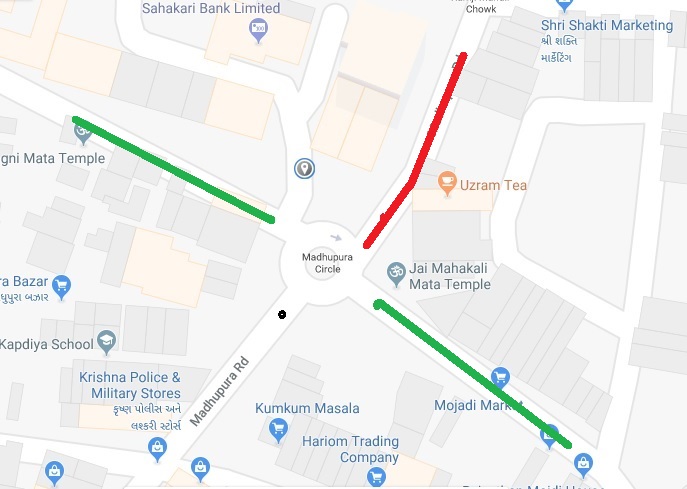 Sahakari Bank Limited
Chowk
Shri Shakti Marketing
શ્રી શક્તિ
માર્કેટિંગ
gni Mata Temple
Uzram Tea
Madhupura
Circle
Jai Mahakali
Mata Temple
ra Bazar
ધુપુરા બઝાર
Kapdiya School
Krishna Police &
Military Stores
કૃષ્ણ પોલીસ અને
લશ્કરી સ્ટોર્સ
Madhupura Rd
Kumkum Masala
Mojadi Market
Hariom Trading
Company